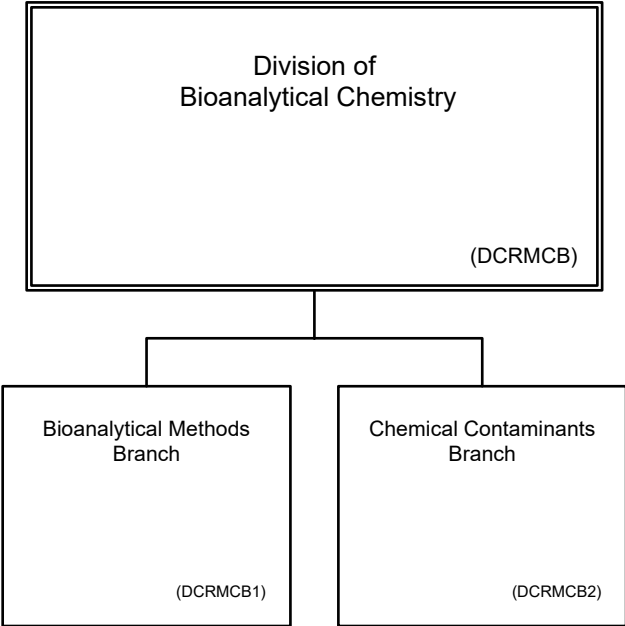 Division of
Bioanalytical Chemistry
(DCRMCB)
Bioanalytical Methods
Branch
(DCRMCB1)
Chemical Contaminants
Branch
(DCRMCB2)